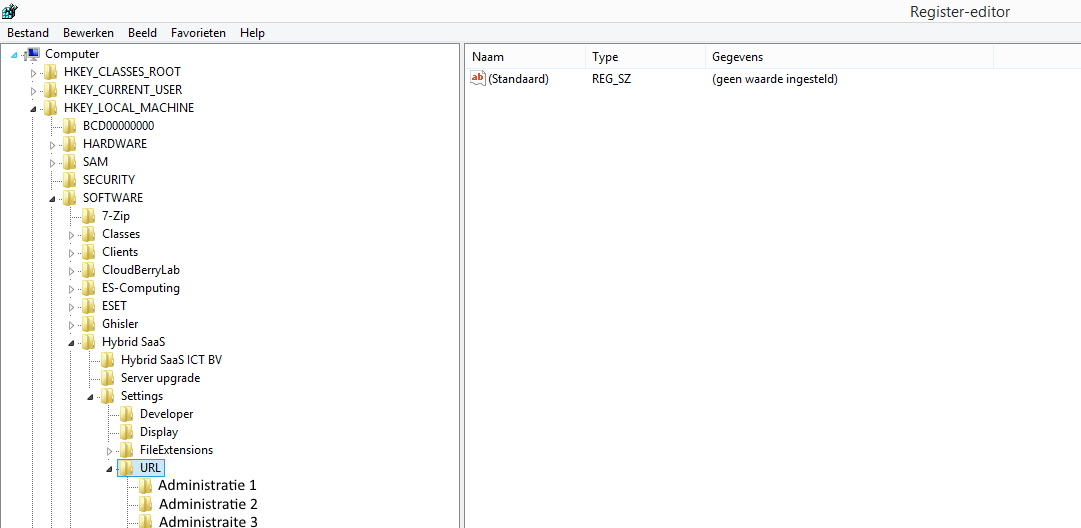 Register-editor
Bestand Bewerken Beeld Favorieten Help
Computer
HKEY_CLASSES_ROOT
HKEY_CURRENT_USER
HKEY_LOCAL_MACHINE
BCD00000000
HARDWARE
SAM
SECURITY
SOFTWARE
7-Zip
Classes
Clients
CloudBerryLab
ES-Computing
ESET
Ghisler
Hybrid SaaS
Hybrid SaaS ICT BV
Server upgrade
Settings
Developer
Display
FileExtensions
URL
Administratie 1
Administratie 2
Administraite 3
Naam Type Gegevens
ab (Standaard) REG_SZ (geen waarde ingesteld)